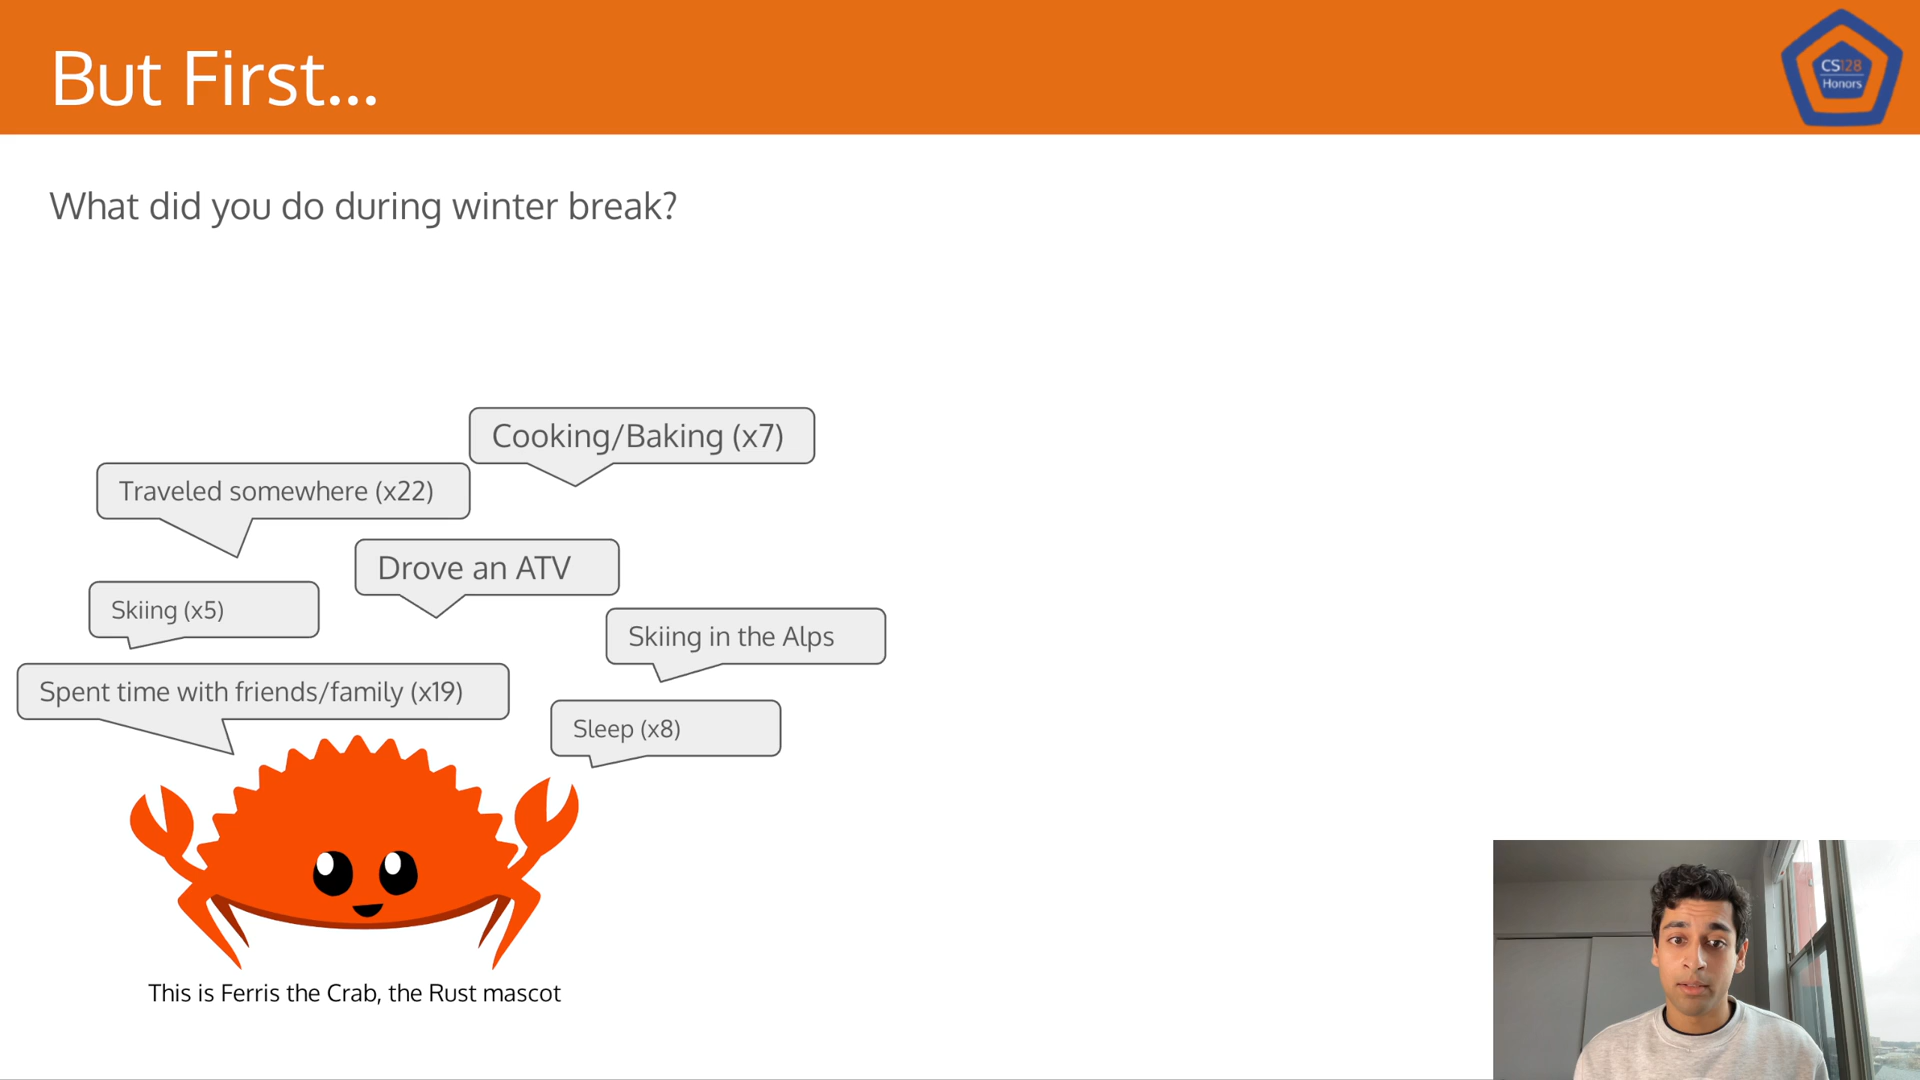 But First...
CS128
Honors
What did you do during winter break?
Cooking/Baking (x7)
Traveled somewhere (x22)
Drove an ATV
Skiing (x5)
Skiing in the Alps
Spent time with friends/family (x19)
Sleep (x8)
This is Ferris the Crab, the Rust mascot